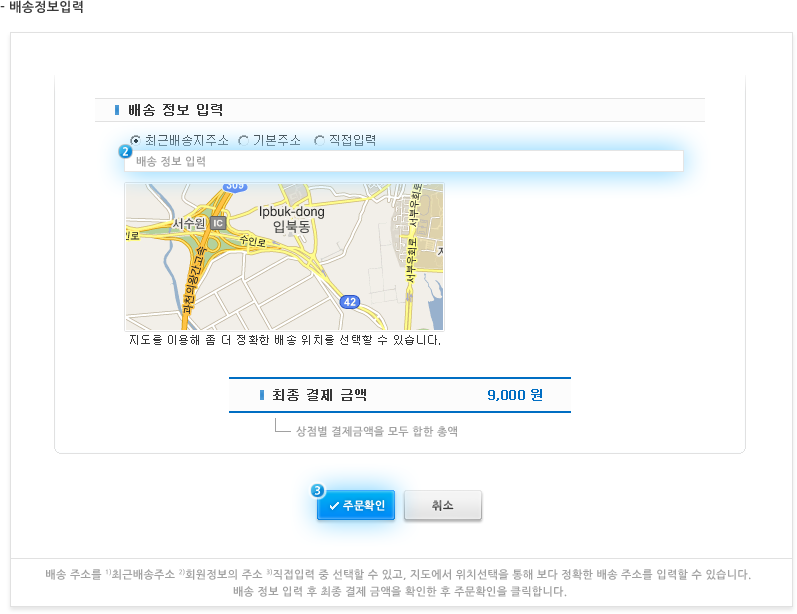 - 배송정보입력
배송 정보 입력
최근배송지주소 기본주소 직접입력
2
배송 정보 입력
309
서수원 IC
Ipbuk-dong
입북동
서부우회로
인로
수인로
서부우회로
과천의왕간고속
42
지도를 이용해 좀 더 정확한 배송 위치를 선택할 수 있습니다.
최종 결제 금액 9,000 원
상점별 결제금액을 모두 합한 총액
3
주문확인 취소
배송 주소를 1)최근배송주소 2)회원정보의 주소 3)직접입력 중 선택할 수 있고, 지도에서 위치선택을 통해 보다 정확한 배송 주소를 입력할 수 있습니다.
배송 정보 입력 후 최종 결제 금액을 확인한 후 주문확인을 클릭합니다.